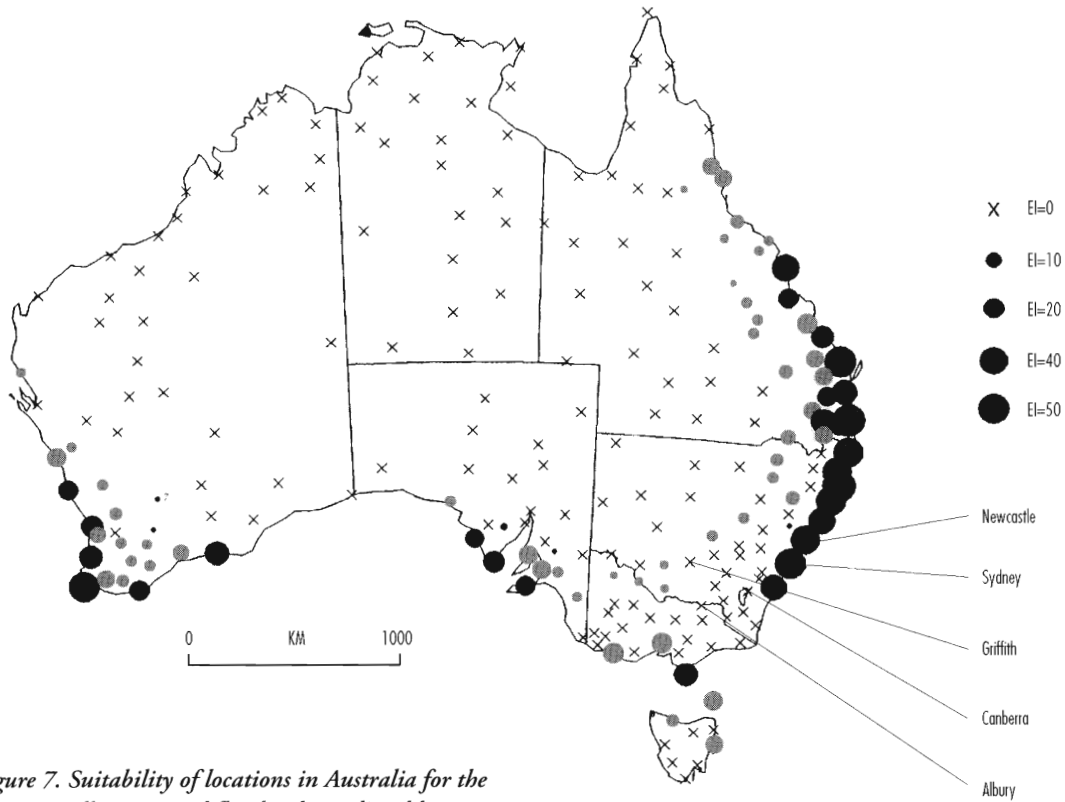 EI=0
EI=10
EI=20
EI=40
EI=50
Newcastle
Sydney
Griffith
Canberra
Albury
0 KM 1000
gure 7. Suitability of locations in Australia for the